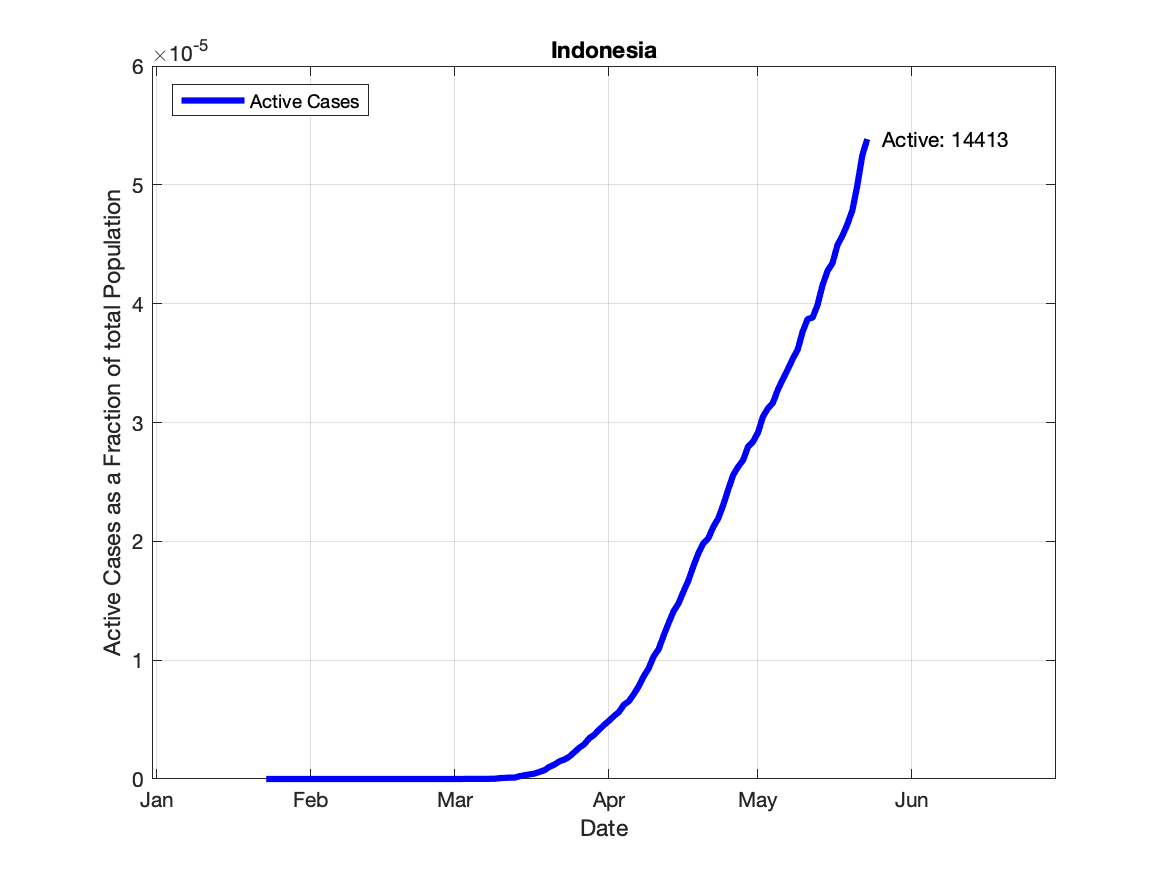 Indonesia
×10-5
6
5
4
3
2
1
0
Active Cases
Active: 14413
Active Cases as a Fraction of total Population
Jan Feb Mar Apr May Jun
Date